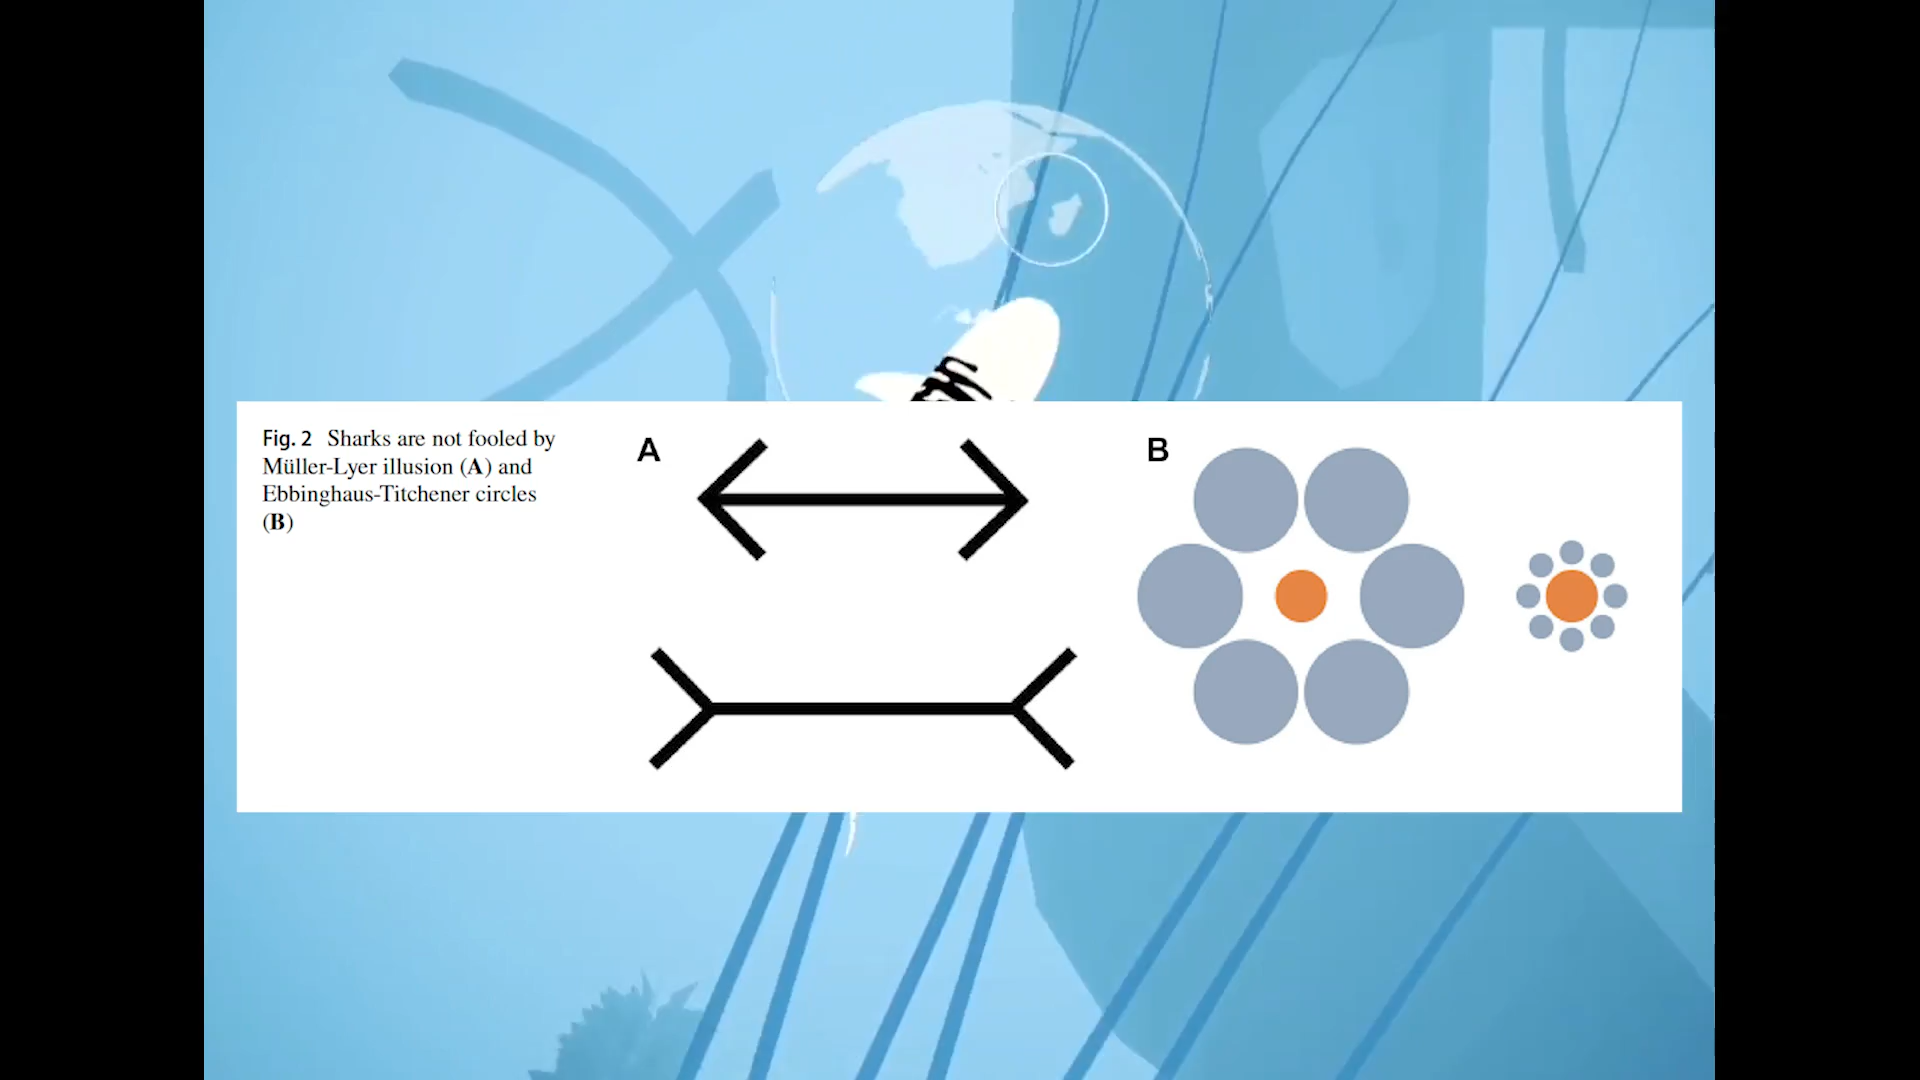 Fig. 2 Sharks are not fooled by
Müller-Lyer illusion (A) and
Ebbinghaus-Titchener circles
(B)
A
B